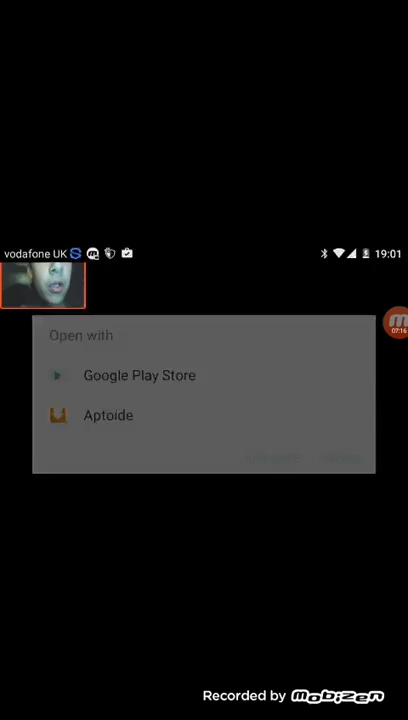 vodafone UK 19:01
07:16
Open with
Google Play Store
Aptoide
Recorded by mobizen